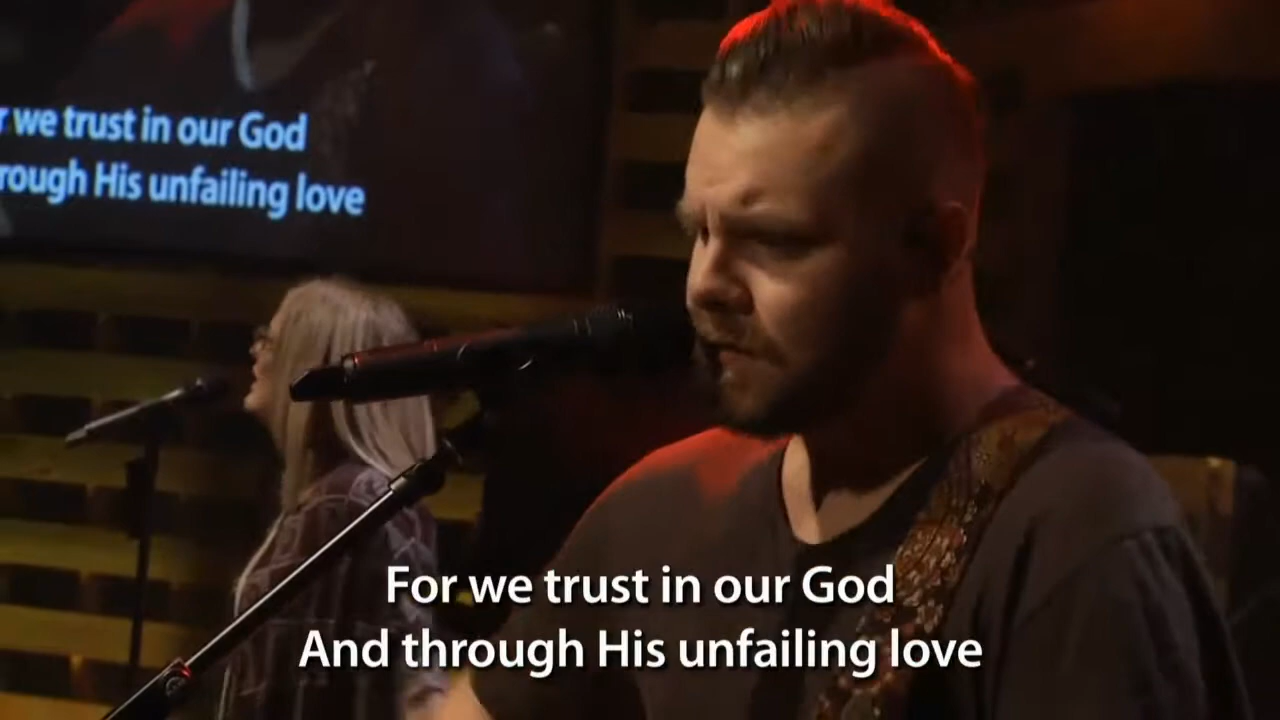 we trust in our God
His unfailing love
For we trust in our God
And through His unfailing love